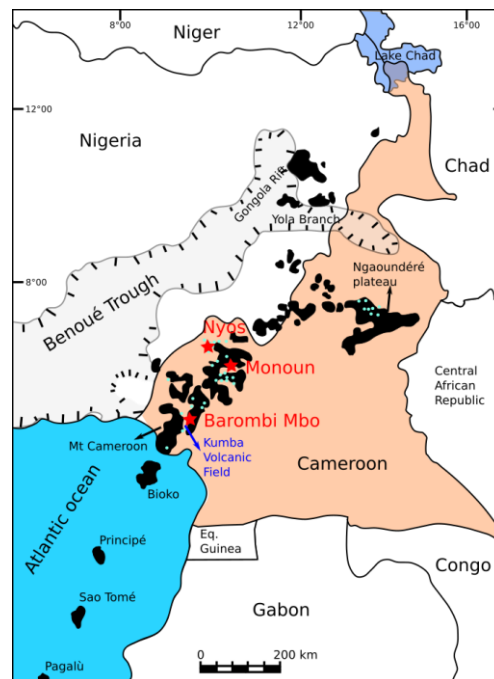 8°00
12°00
16°00
Niger
Lake Chad
12°00
Nigeria
Chad
Gongola Rift
Yola Branch
8°00
Ngaoundéré
plateau
Benoué Trough
Nyos
Monoun
Central
African
Republic
Barombi Mbo
Mt Cameroon
Kumba
Volcanic
Field
Cameroon
Bioko
Atlantic ocean
Eq.
Guinea
Principé
Congo
Sao Tomé
Gabon
Pagalù
0
200 km